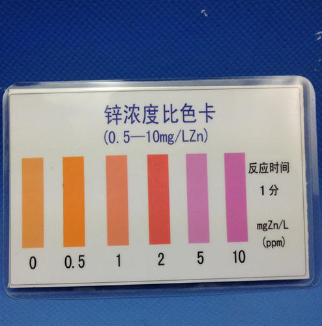 锌浓度比色卡
(0.5—10mg/LZn)
反应时间
1分
mgZn/L
(ppm)
0 0.5 1 2 5 10